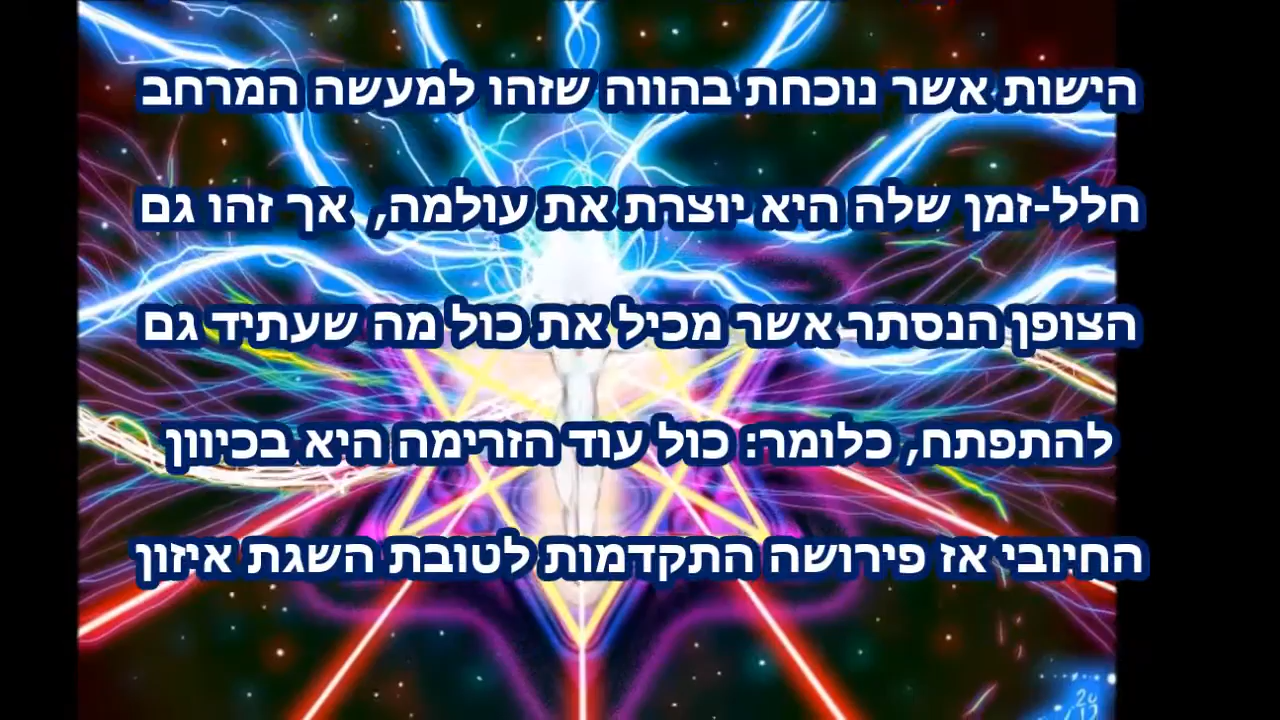 הישות אשר נוכחת בהווה שזהו למעשה המרחב
חלל-זמן שלה היא יוצרת את עולמה, אך זהו גם
הצופן הנסתר אשר מכיל את כול מה שעתיד גם
להתפתח, כלומר: כול עוד הזרימה היא בכיוון
החיובי אז פירושה התקדמות לטובת השגת איזון